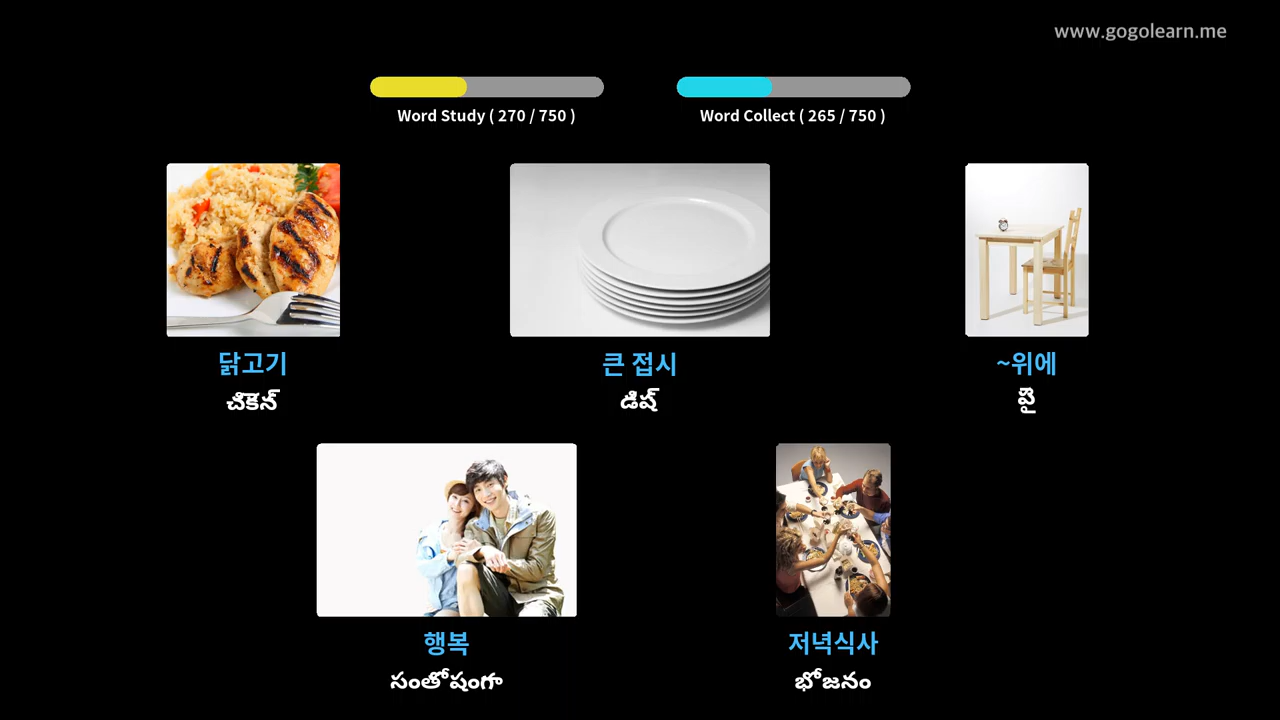 www.gogolearn.me
Word Study ( 270 / 750 )
Word Collect ( 265 / 750 )
닭고기
చికెన్
큰 접시
డిష్
~위에
పై
행복
సంతోషంగా
저녁식사
భోజనం